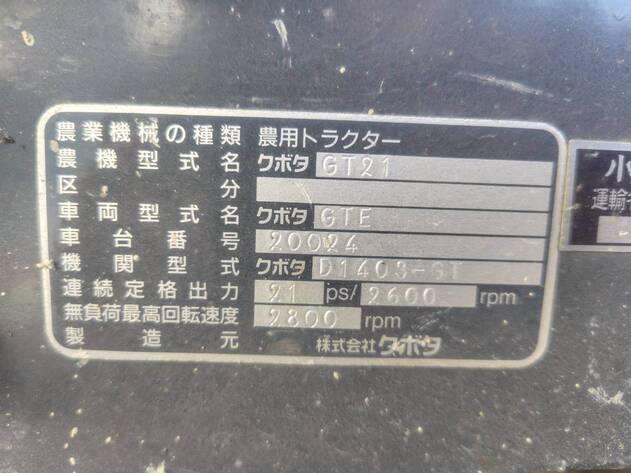 農業機械の種類 農用トラクター
農機型式名 クボタ GT21
区分
車両型式名 クボタ GTE
車台番号 20024
機関型式 クボタ D1403-GT
連続定格出力 21 ps/2600 rpm
無負荷最高回転速度 2800 rpm
製造元 株式会社クボタ
小
運輸